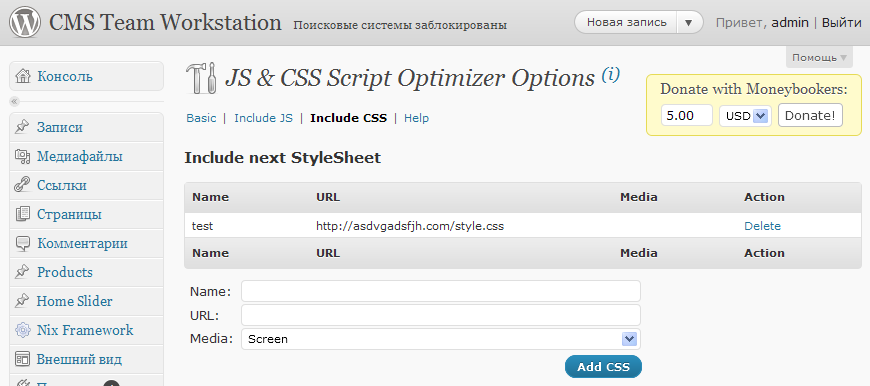 CMS Team Workstation Поисковые системы заблокированы Новая запись Привет, admin | Выйти
Помощь
Консоль
Записи
Медиафайлы
Ссылки
Страницы
Комментарии
Products
Home Slider
Nix Framework
Внешний вид
JS & CSS Script Optimizer Options (i)
Donate with Moneybookers:
5.00 USD Donate!
Basic | Include JS | Include CSS | Help
Include next StyleSheet
Name URL Media Action
test http://asdvgadsfjh.com/style.css Delete
Name URL Media Action
Name:
URL:
Media: Screen
Add CSS